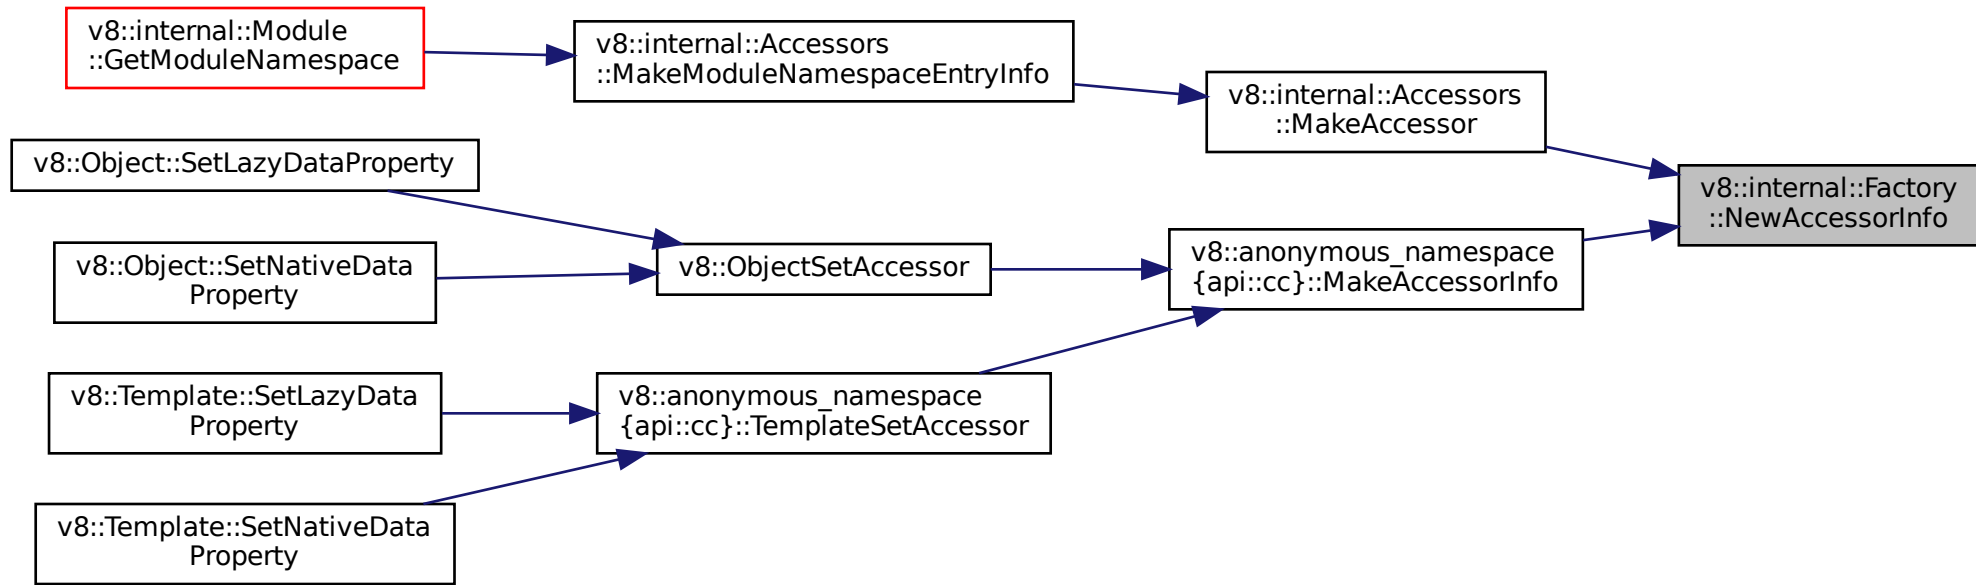 v8::internal::Module
::GetModuleNamespace
v8::internal::Accessors
::MakeModuleNamespaceEntryInfo
v8::internal::Accessors
::MakeAccessor
v8::Object::SetLazyDataProperty
v8::internal::Factory
::NewAccessorInfo
v8::Object::SetNativeData
Property
v8::ObjectSetAccessor
v8::anonymous_namespace
{api::cc}::MakeAccessorInfo
v8::Template::SetLazyData
Property
v8::anonymous_namespace
{api::cc}::TemplateSetAccessor
v8::Template::SetNativeData
Property